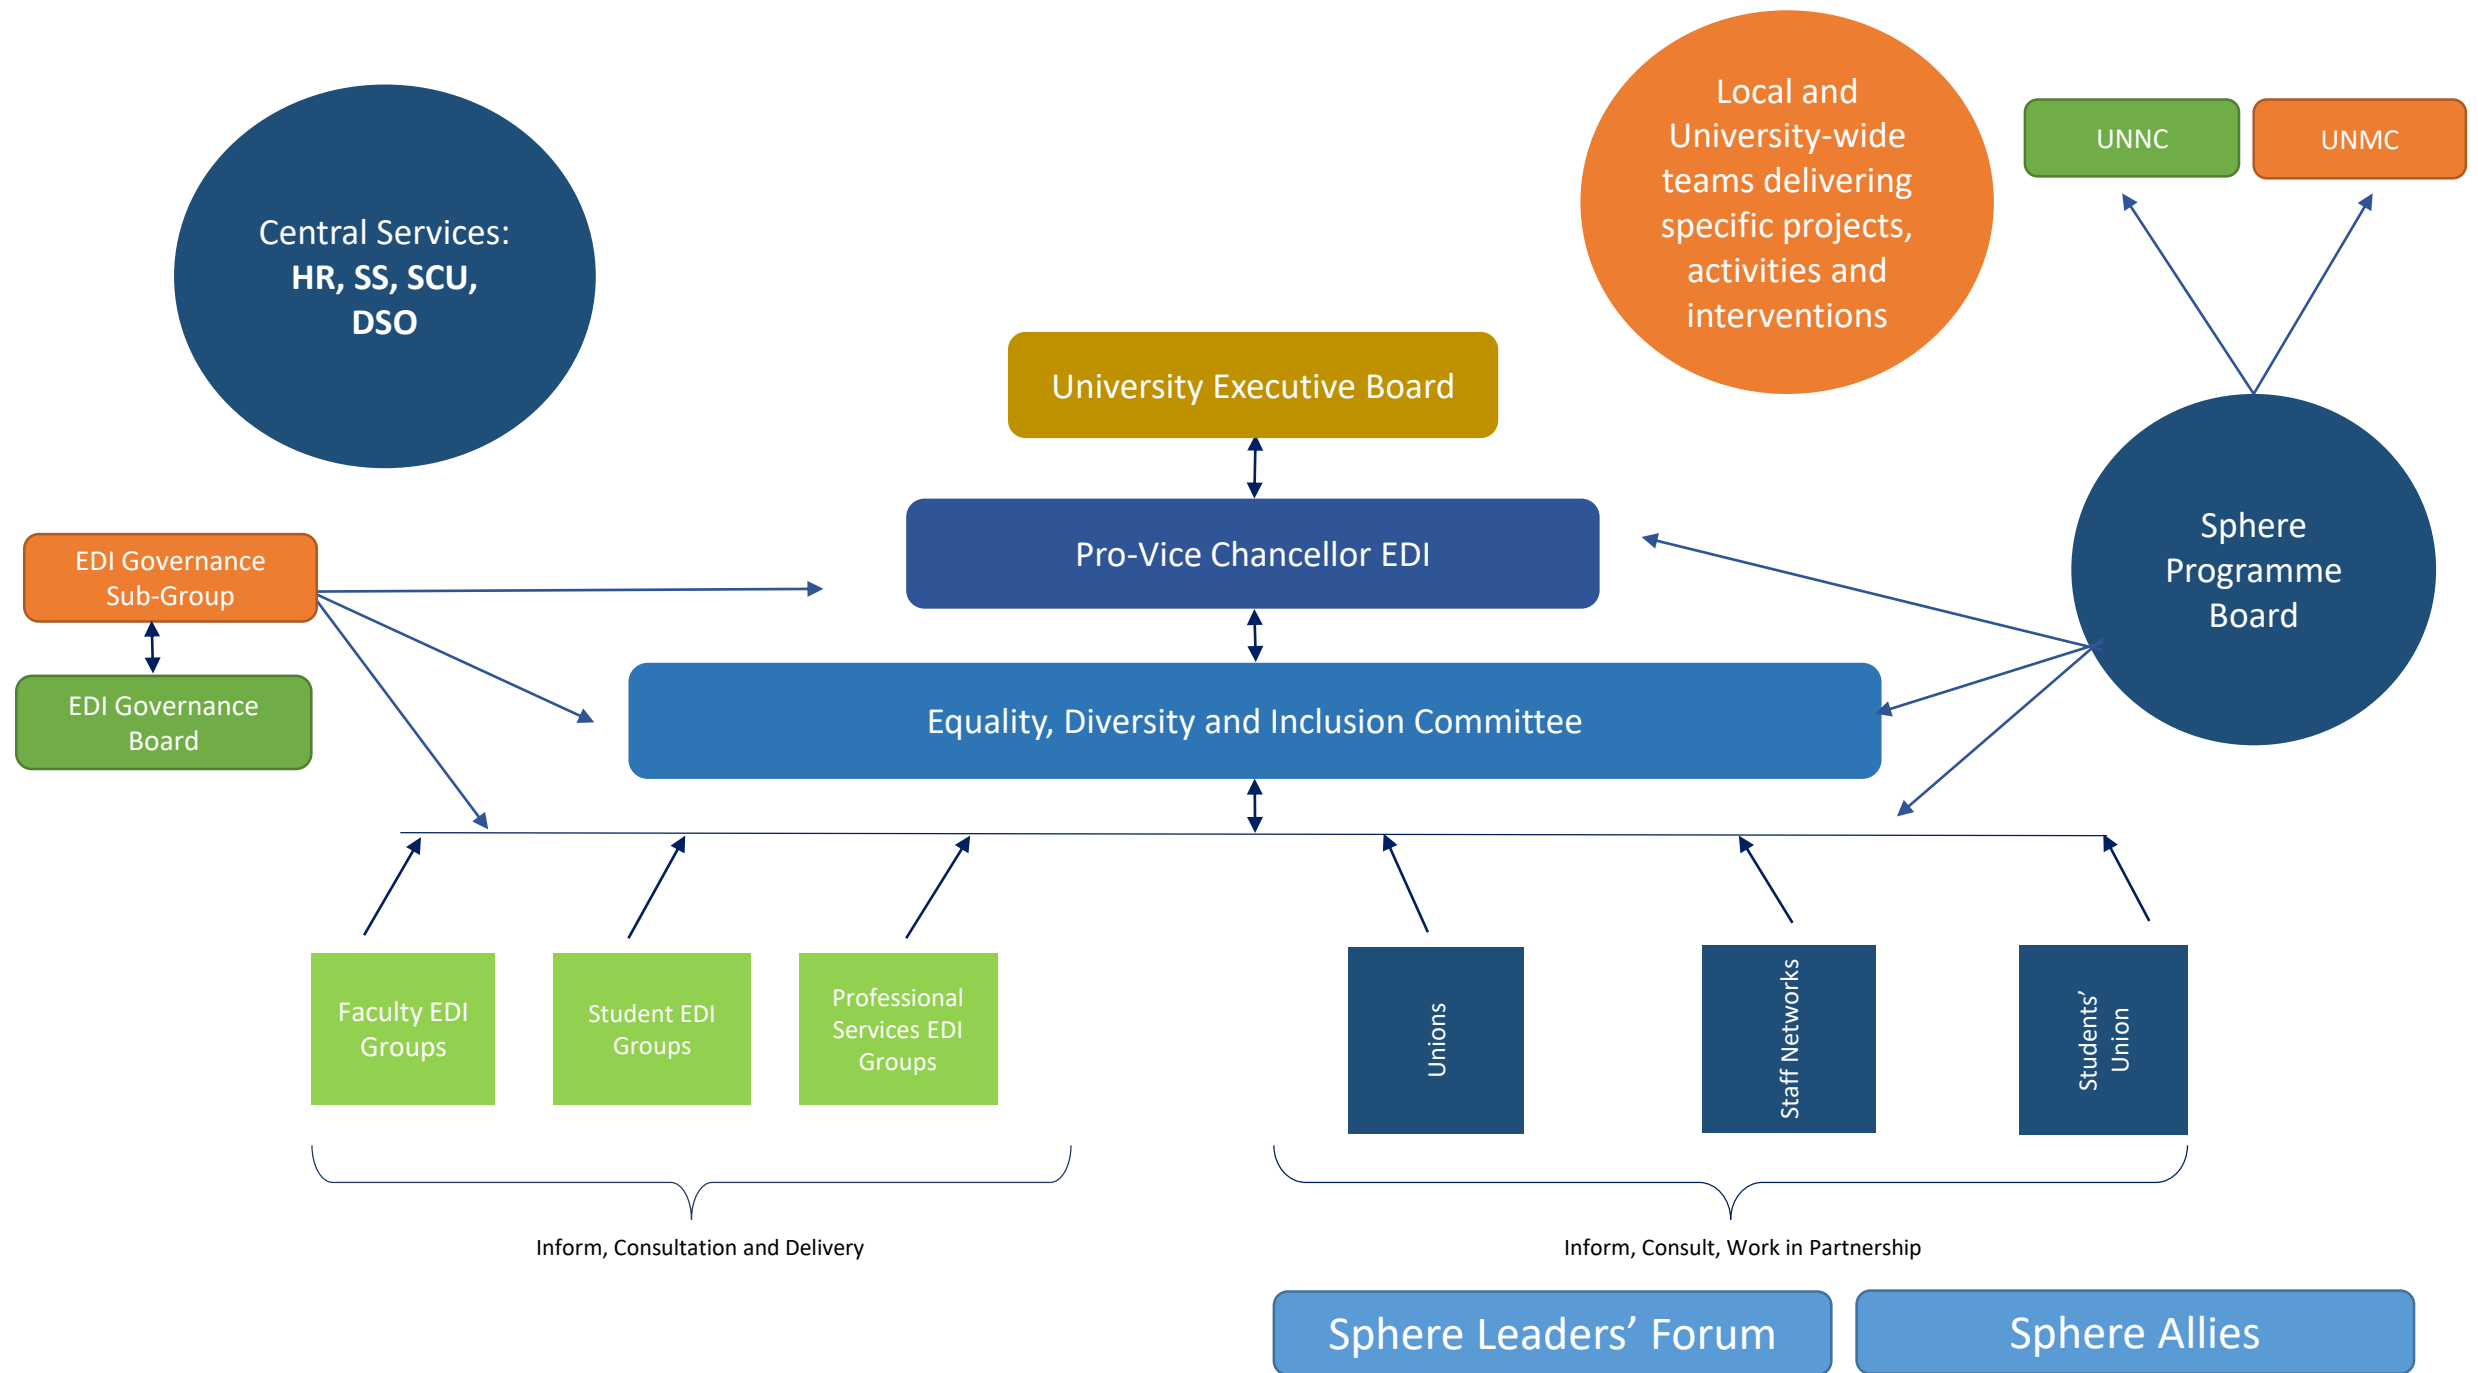 Central Services:
HR, SS, SCU,
DSO
Local and
University-wide
teams delivering
specific projects,
activities and
interventions
UNNC
UNMC
University Executive Board
Pro-Vice Chancellor EDI
Sphere
Programme
Board
EDI Governance
Sub-Group
EDI Governance
Board
Equality, Diversity and Inclusion Committee
Faculty EDI
Groups
Student EDI
Groups
Professional
Services EDI
Groups
Unions
Staff Networks
Students’
Union
Inform, Consultation and Delivery
Inform, Consult, Work in Partnership
Sphere Leaders’ Forum
Sphere Allies